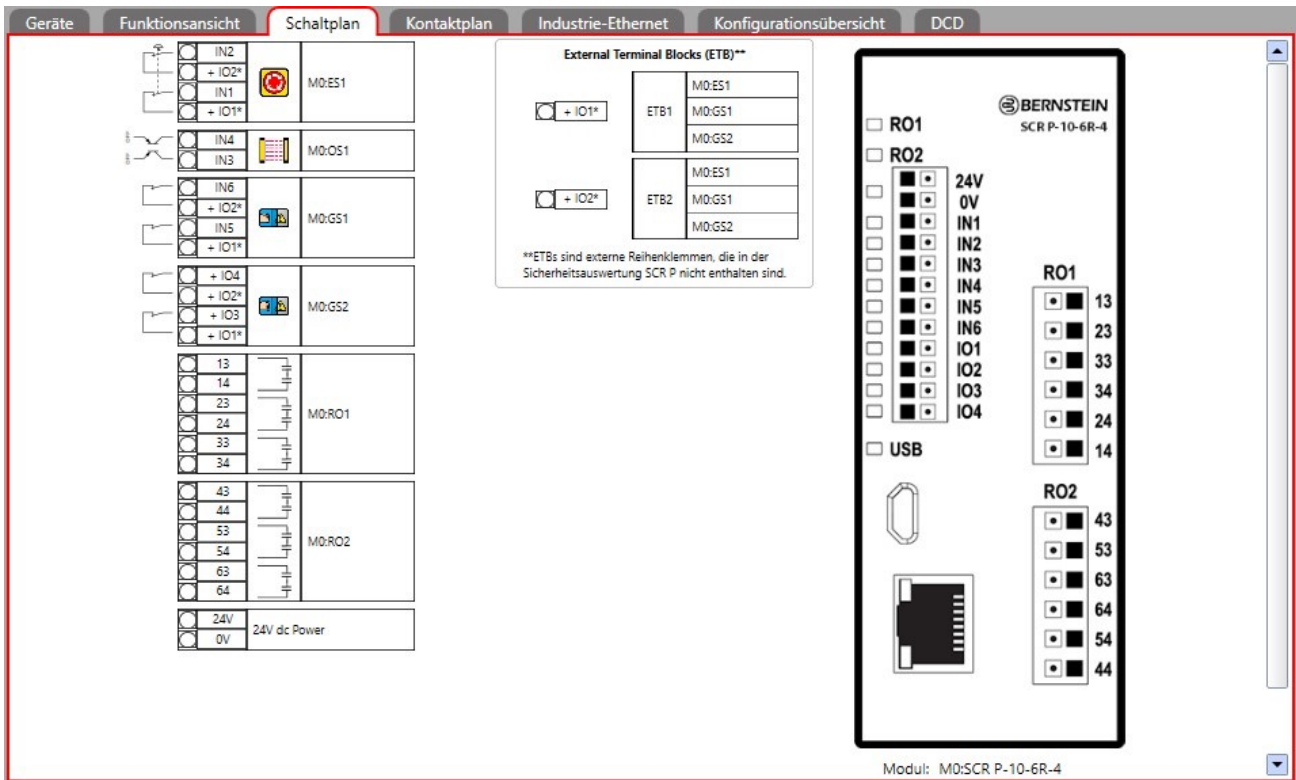 Geräte
Funktionsansicht
Schaltplan
Kontaktplan
Industrie-Ethernet
Konfigurationsübersicht
DCD
IN2
+ IO2*
IN1
+ IO1*
M0:ES1
IN4
IN3
M0:OS1
IN6
+ IO2*
IN5
+ IO1*
M0:GS1
+ IO4
+ IO2*
+ IO3
+ IO1*
M0:GS2
13
14
23
24
33
34
M0:RO1
43
44
53
54
63
64
M0:RO2
24V
0V
24V dc Power
External Terminal Blocks (ETB)**
+ IO1*
ETB1
M0:ES1
M0:GS1
M0:GS2
+ IO2*
ETB2
M0:ES1
M0:GS1
M0:GS2
**ETBs sind externe Reihenklemmen, die in der
Sicherheitsauswertung SCR P nicht enthalten sind.
BERNSTEIN
SCR P-10-6R-4
RO1
RO2
24V
0V
IN1
IN2
IN3
IN4
IN5
IN6
IO1
IO2
IO3
IO4
USB
RO1
13
23
33
34
24
14
RO2
43
53
63
64
54
44
Modul: M0:SCR P-10-6R-4